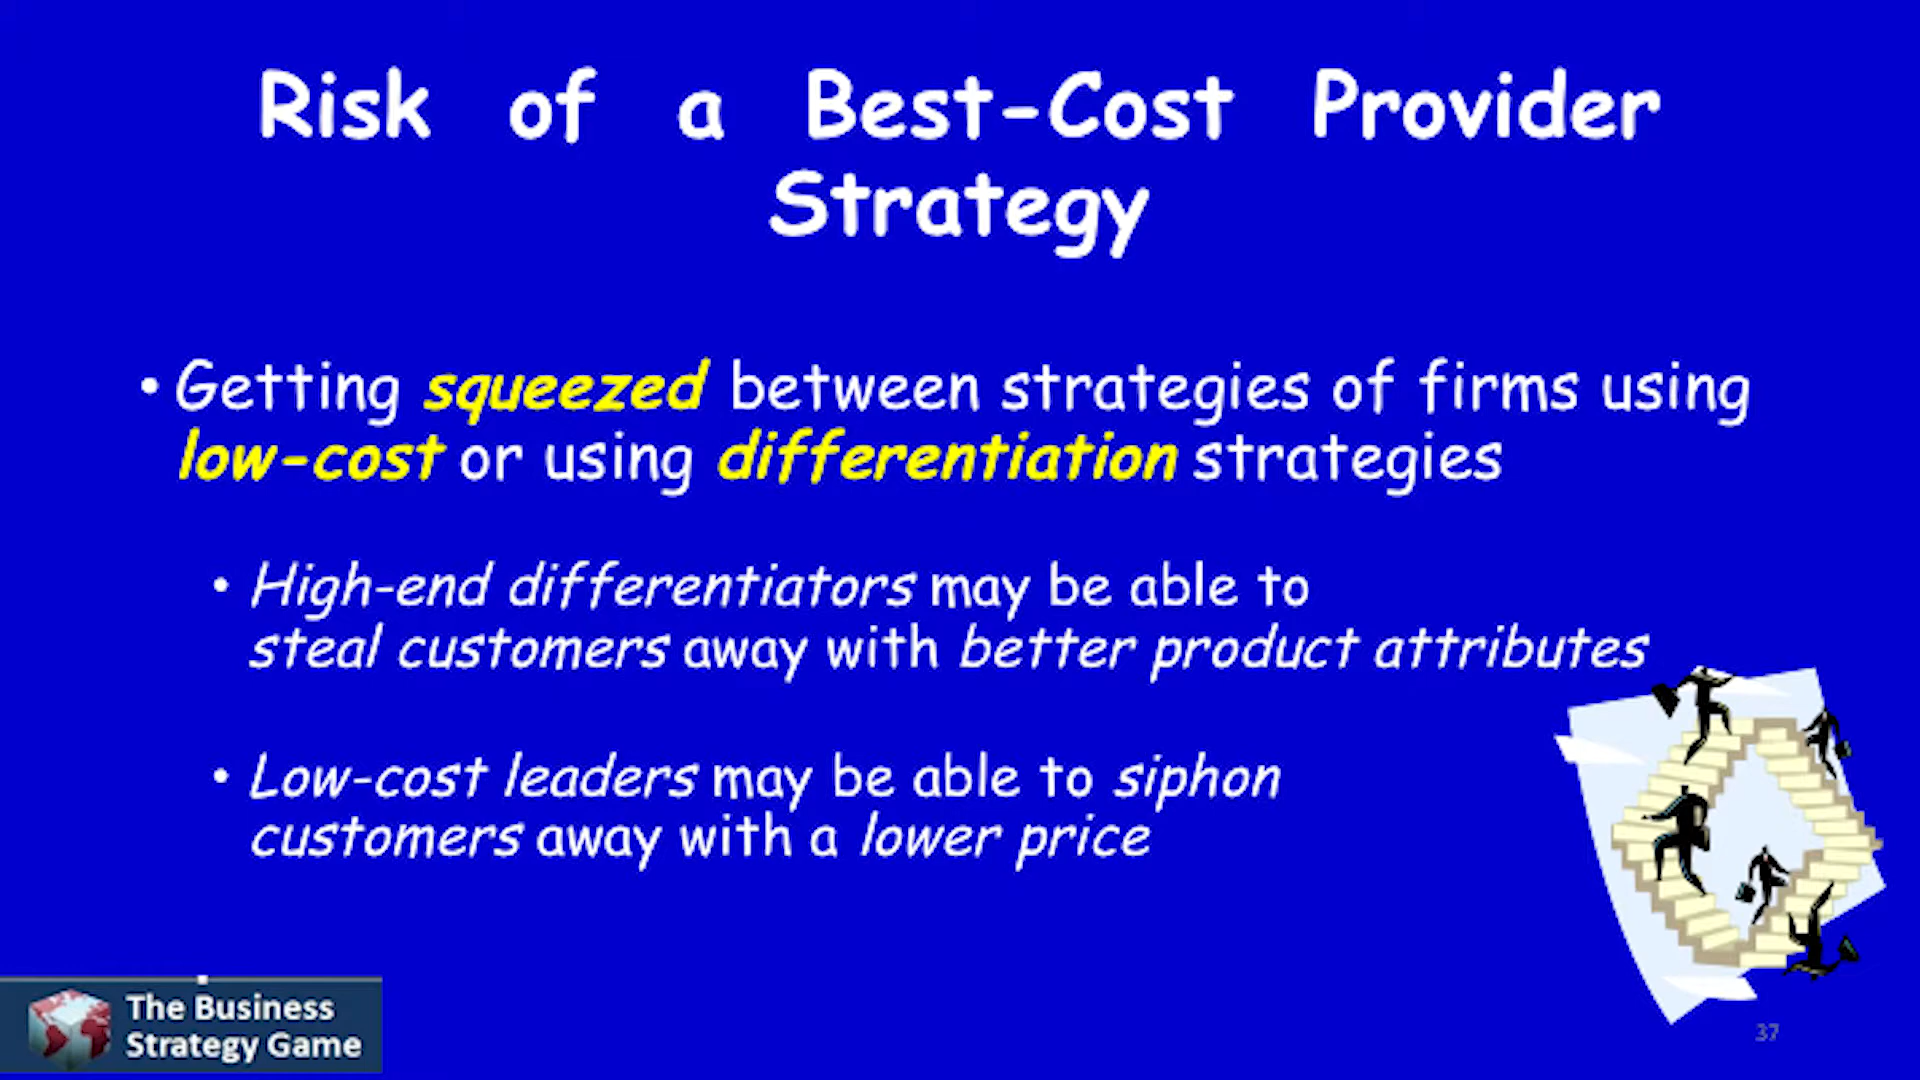 Risk of a Best-Cost Provider
Strategy
• Getting squeezed between strategies of firms using
low-cost or using differentiation strategies
• High-end differentiators may be able to
steal customers away with better product attributes
• Low-cost leaders may be able to siphon
customers away with a lower price
The Business
Strategy Game
37